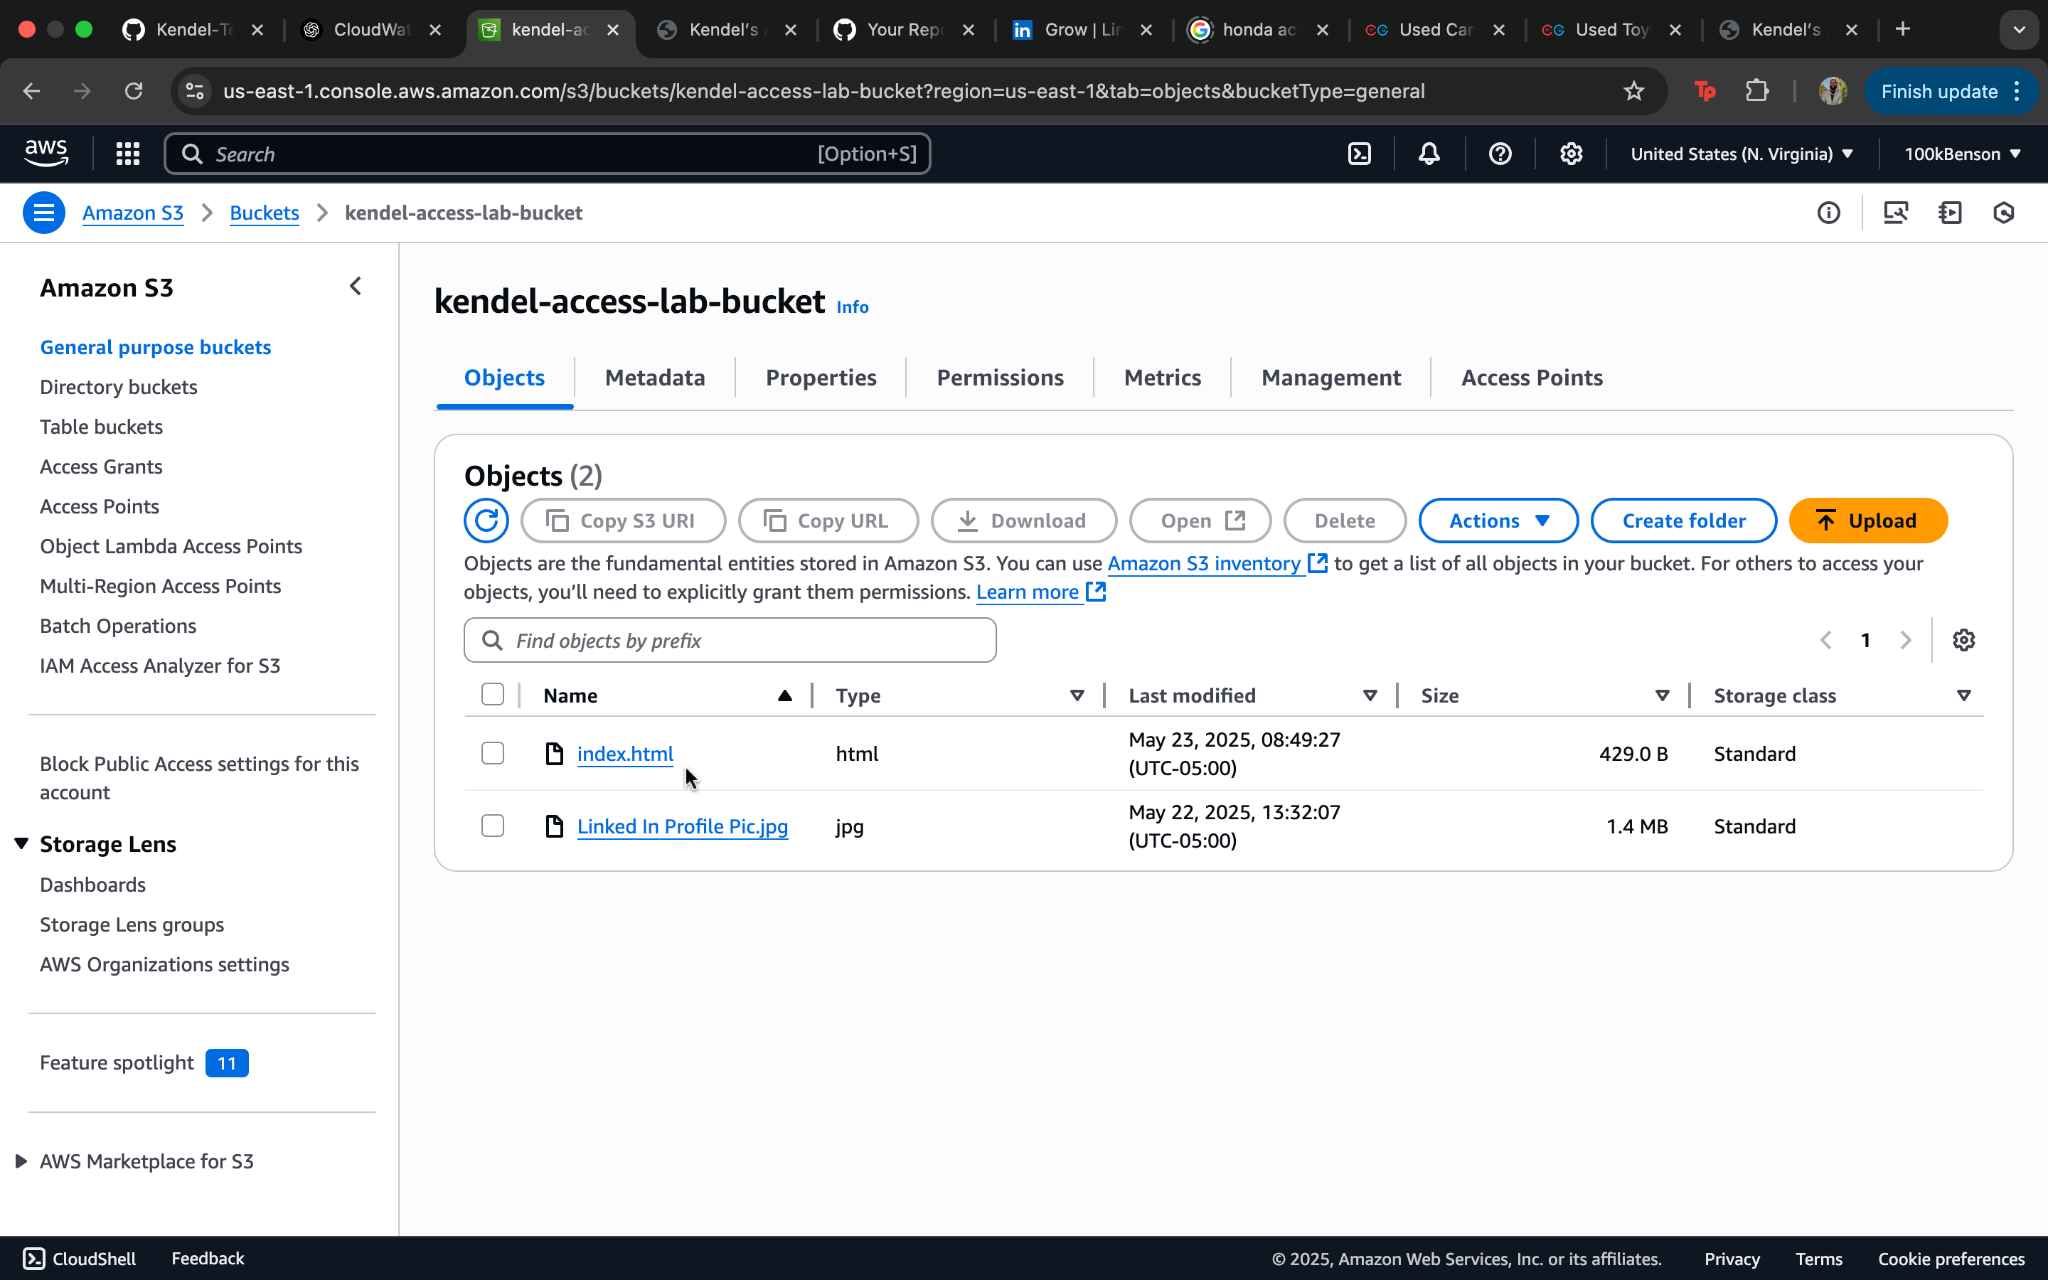 Kendel-Te
CloudWat
kendel-ac
Kendel's
Your Rep
in Grow | Lin
honda ac
CG Used Car
CG Used Toy
Kendel's
us-east-1.console.aws.amazon.com/s3/buckets/kendel-access-lab-bucket?region=us-east-1&tab=objects&bucketType=general
Tp
Finish update
aws
Search
[Option+S]
United States (N. Virginia)
100kBenson
Amazon S3
Buckets
kendel-access-lab-bucket
Amazon S3
General purpose buckets
Directory buckets
Table buckets
Access Grants
Access Points
Object Lambda Access Points
Multi-Region Access Points
Batch Operations
IAM Access Analyzer for S3
Block Public Access settings for this
account
Storage Lens
Dashboards
Storage Lens groups
AWS Organizations settings
Feature spotlight 11
AWS Marketplace for S3
kendel-access-lab-bucket Info
Objects
Metadata
Properties
Permissions
Metrics
Management
Access Points
Objects (2)
Copy S3 URI
Copy URL
Download
Open
Delete
Actions
Create folder
Upload
Objects are the fundamental entities stored in Amazon S3. You can use Amazon S3 inventory to get a list of all objects in your bucket. For others to access your
objects, you'll need to explicitly grant them permissions. Learn more
Find objects by prefix
1
Name
Type
Last modified
Size
Storage class
index.html
html
May 23, 2025, 08:49:27
(UTC-05:00)
429.0 B
Standard
Linked In Profile Pic.jpg
jpg
May 22, 2025, 13:32:07
(UTC-05:00)
1.4 MB
Standard
CloudShell
Feedback
© 2025, Amazon Web Services, Inc. or its affiliates.
Privacy
Terms
Cookie preferences